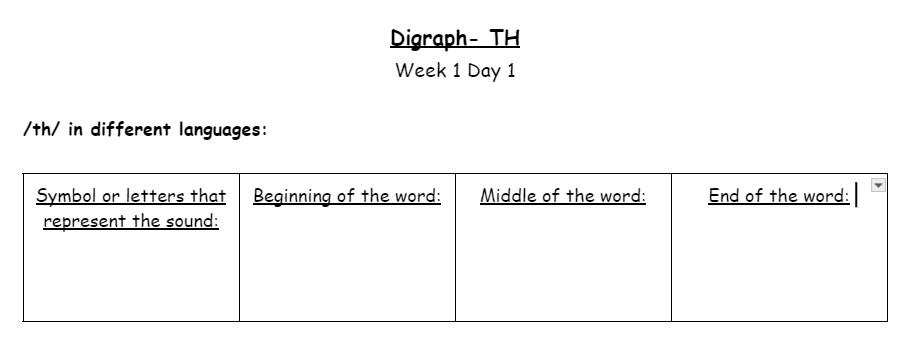 Digraph- TH
Week 1 Day 1
/th/ in different languages:
Symbol or letters that
represent the sound:
Beginning of the word:
Middle of the word:
End of the word: